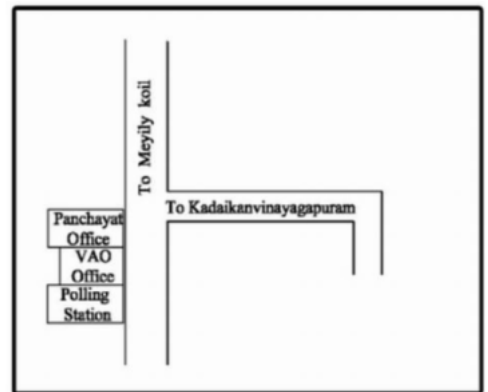 To Meyily koil
To Kadaikanvinayagapuram
Panchayat
Office
VAO
Office
Polling
Station